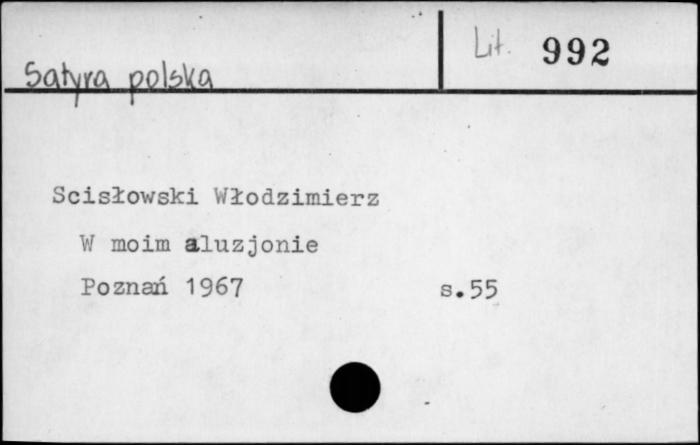 Satyra polska
Lit. 992
Scisłowski Włodzimierz
W moim aluzjonie
Poznań 1967 s.55